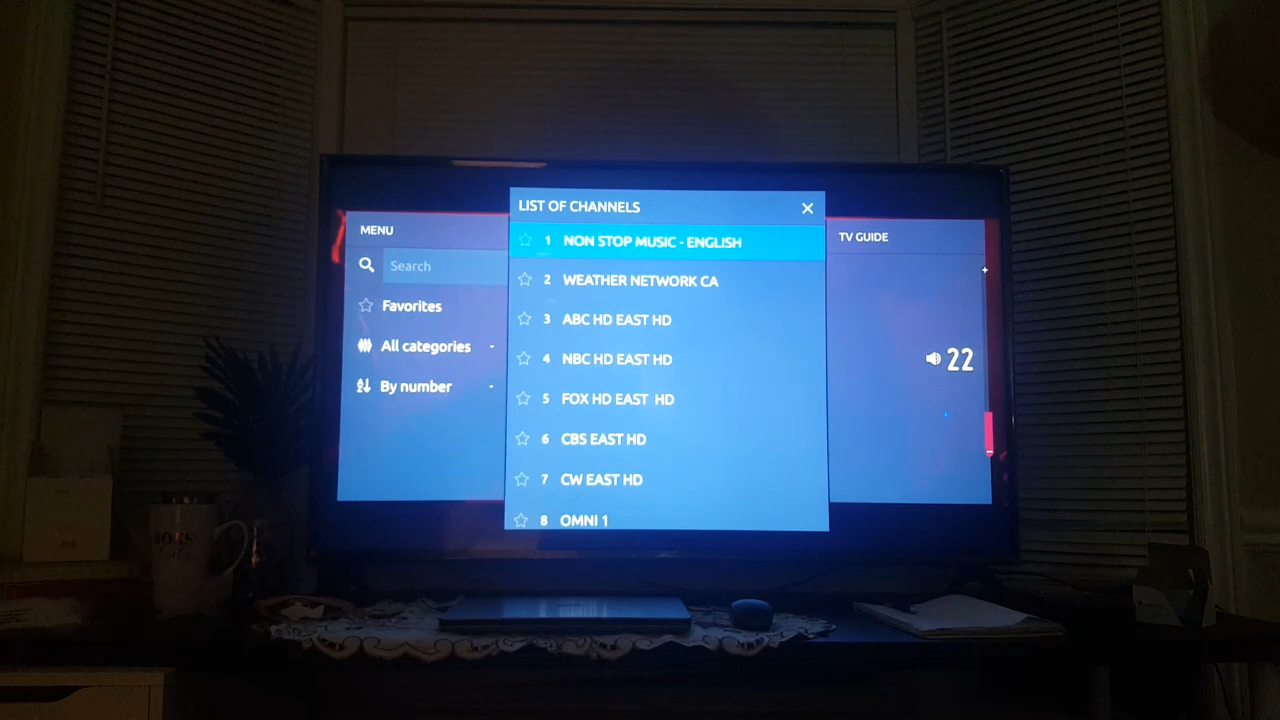 LIST OF CHANNELS
MENU
Search
Favorites
All categories
By number
1 NON STOP MUSIC - ENGLISH
2 WEATHER NETWORK CA
3 ABC HD EAST HD
4 NBC HD EAST HD
5 FOX HD EAST HD
6 CBS EAST HD
7 CW EAST HD
8 OMNI 1
TV GUIDE
22